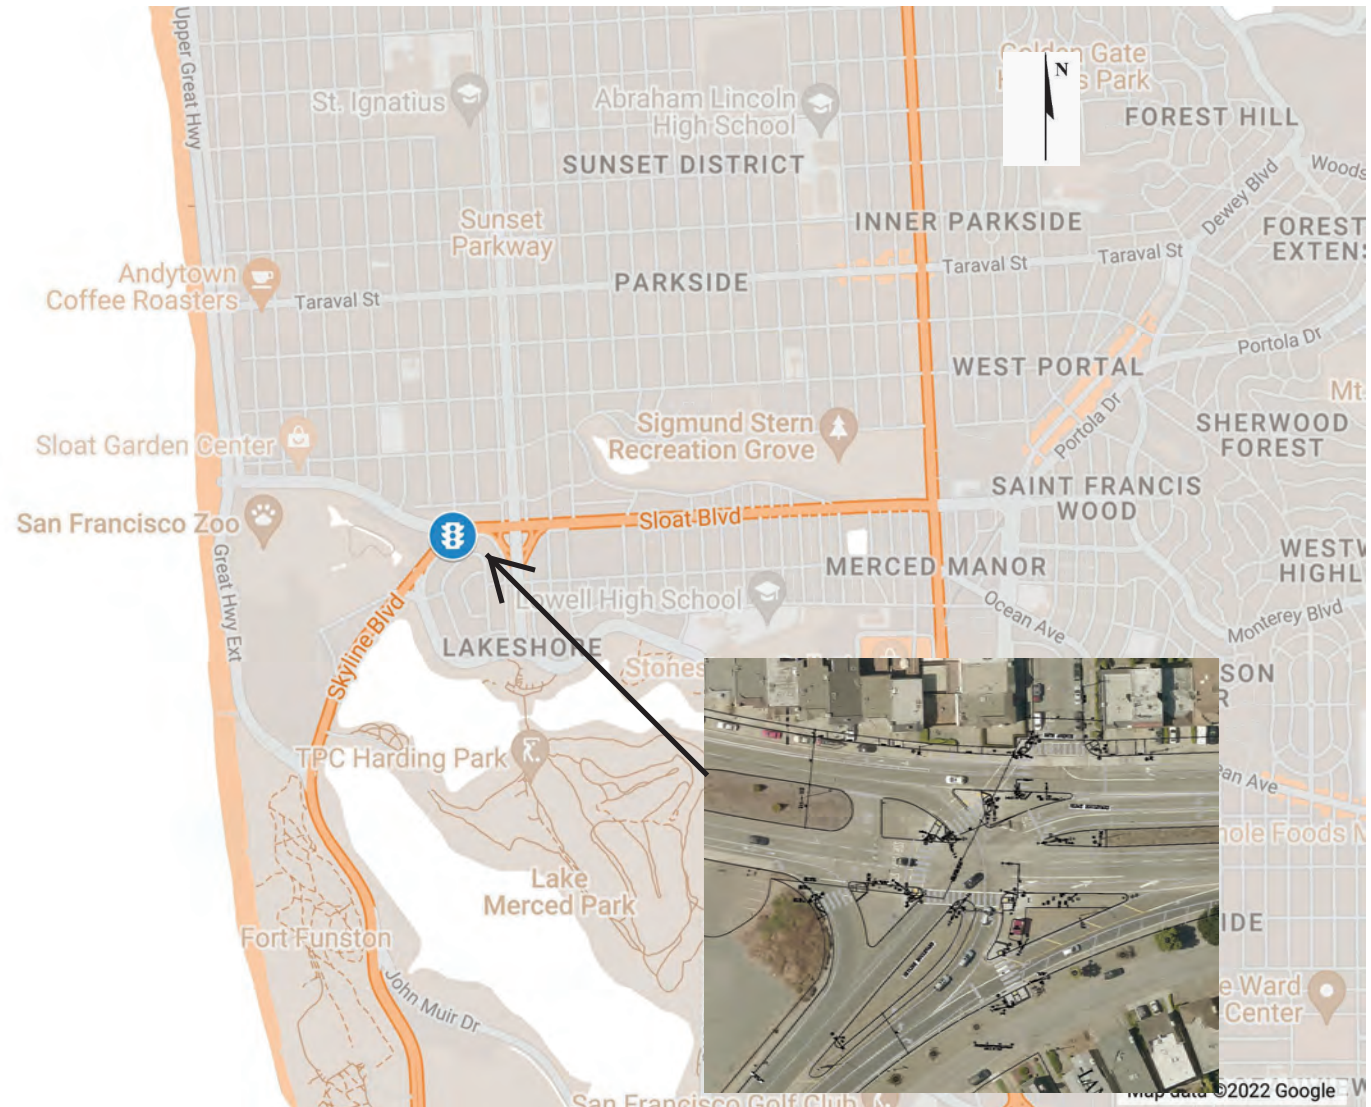 Upper Great Hwy
Golden Gate
N
s Park
St. Ignatius
Abraham Lincoln
High School
FOREST HILL
SUNSET DISTRICT
Woods
Dewey Blvd
Sunset
Parkway
INNER PARKSIDE
FOREST
EXTENS
Taraval St
Taraval St
Andytown
Coffee Roasters
Taraval St
PARKSIDE
Portola Dr
WEST PORTAL
Mt
Portola Dr
Sigmund Stern
Recreation Grove
SHERWOOD
FOREST
Sloat Garden Center
SAINT FRANCIS
WOOD
San Francisco Zoo
Sloat Blvd
Great Hwy Ext
MERCED MANOR
WESTW
HIGHL
Lowell High School
Ocean Ave
Monterey Blvd
Skyline Blvd
LAKESHORE
Stones
SON
R
TPC Harding Park
ean Ave
hole Foods M
Lake
Merced Park
IDE
Fort Funston
John Muir Dr
e Ward
Center
Map data ©2022 Google
San Francisco Golf Club